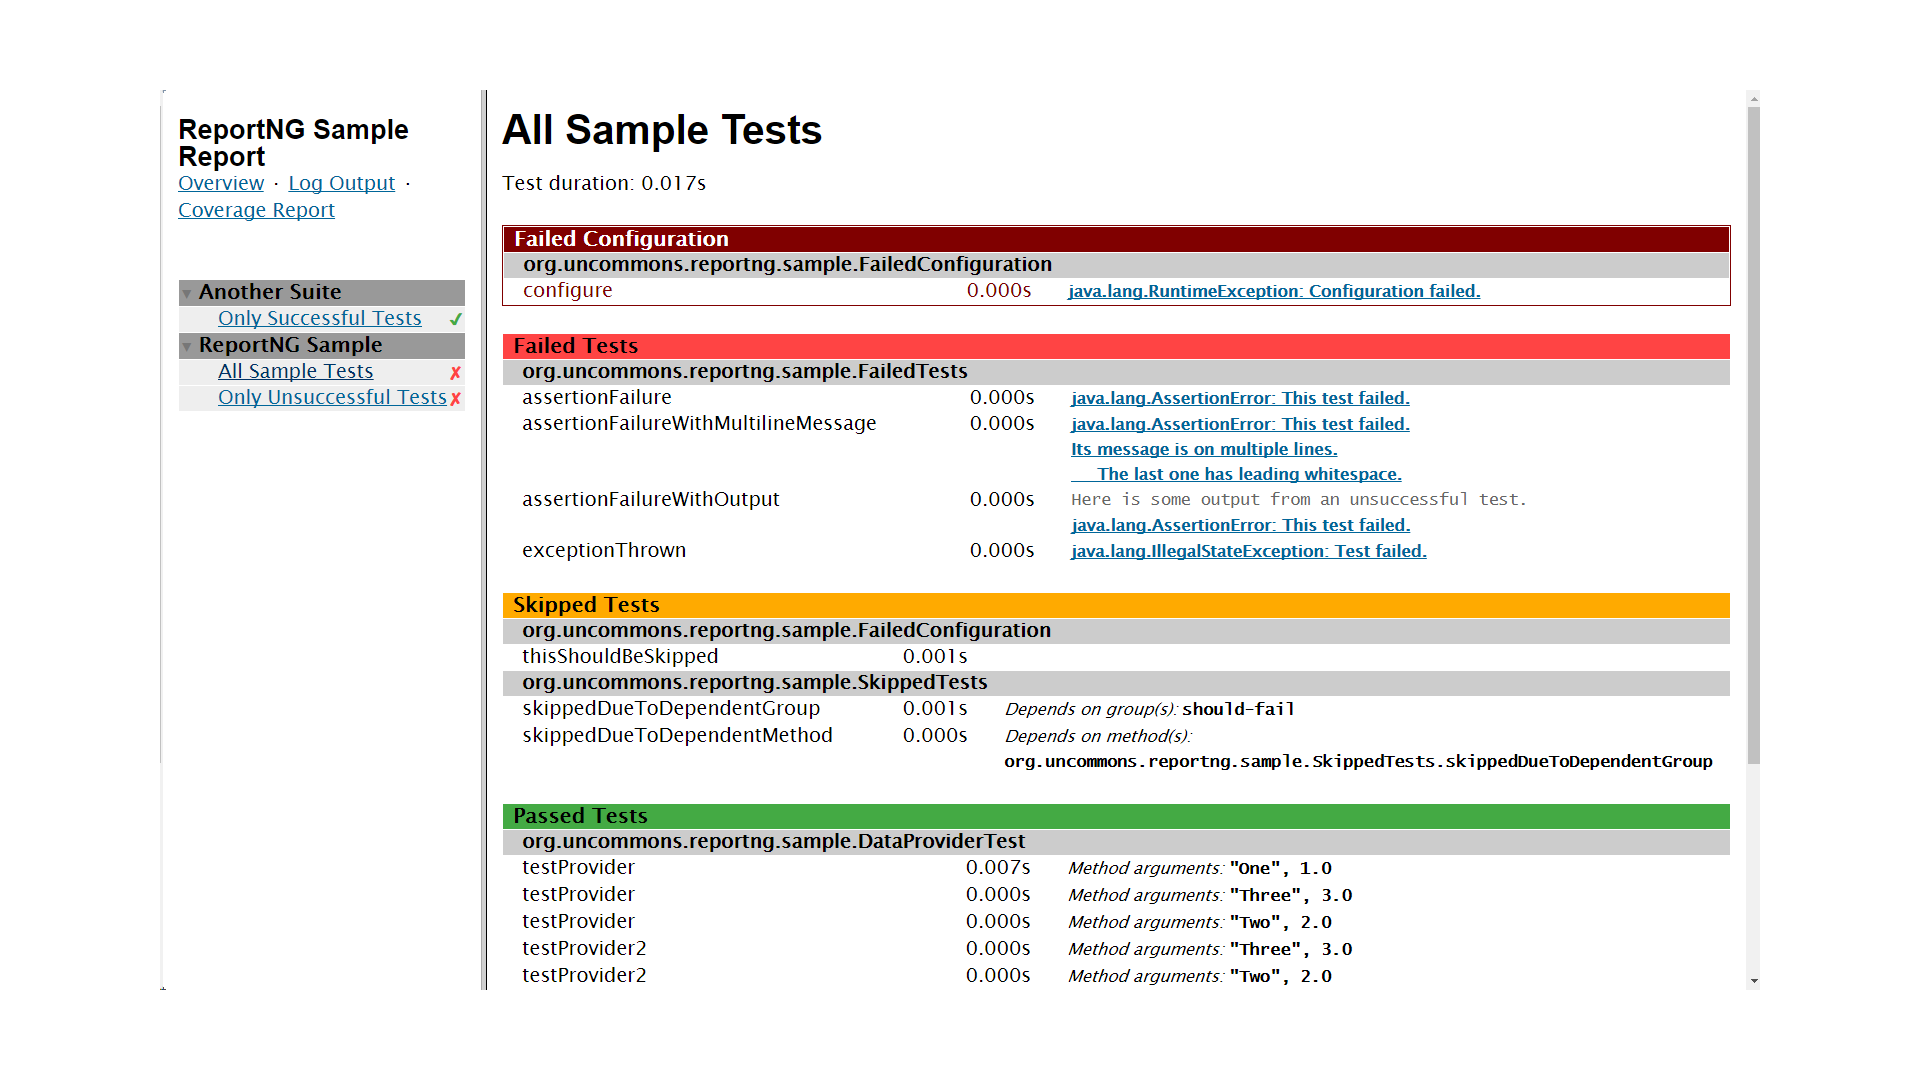 ReportNG Sample
Report
Overview · Log Output ·
Coverage Report
Another Suite
Only Successful Tests ✔
ReportNG Sample
All Sample Tests ✘
Only Unsuccessful Tests ✘
All Sample Tests
Test duration: 0.017s
Failed Configuration
org.uncommons.reportng.sample.FailedConfiguration
configure 0.000s java.lang.RuntimeException: Configuration failed.
Failed Tests
org.uncommons.reportng.sample.FailedTests
assertionFailure 0.000s java.lang.AssertionError: This test failed.
assertionFailureWithMultilineMessage 0.000s java.lang.AssertionError: This test failed.
Its message is on multiple lines.
The last one has leading whitespace.
assertionFailureWithOutput 0.000s Here is some output from an unsuccessful test.
java.lang.AssertionError: This test failed.
exceptionThrown 0.000s java.lang.IllegalStateException: Test failed.
Skipped Tests
org.uncommons.reportng.sample.FailedConfiguration
thisShouldBeSkipped 0.001s
org.uncommons.reportng.sample.SkippedTests
skippedDueToDependentGroup 0.001s Depends on group(s): should-fail
skippedDueToDependentMethod 0.000s Depends on method(s):
org.uncommons.reportng.sample.SkippedTests.skippedDueToDependentGroup
Passed Tests
org.uncommons.reportng.sample.DataProviderTest
testProvider 0.007s Method arguments: "One", 1.0
testProvider 0.000s Method arguments: "Three", 3.0
testProvider 0.000s Method arguments: "Two", 2.0
testProvider2 0.000s Method arguments: "Three", 3.0
testProvider2 0.000s Method arguments: "Two", 2.0